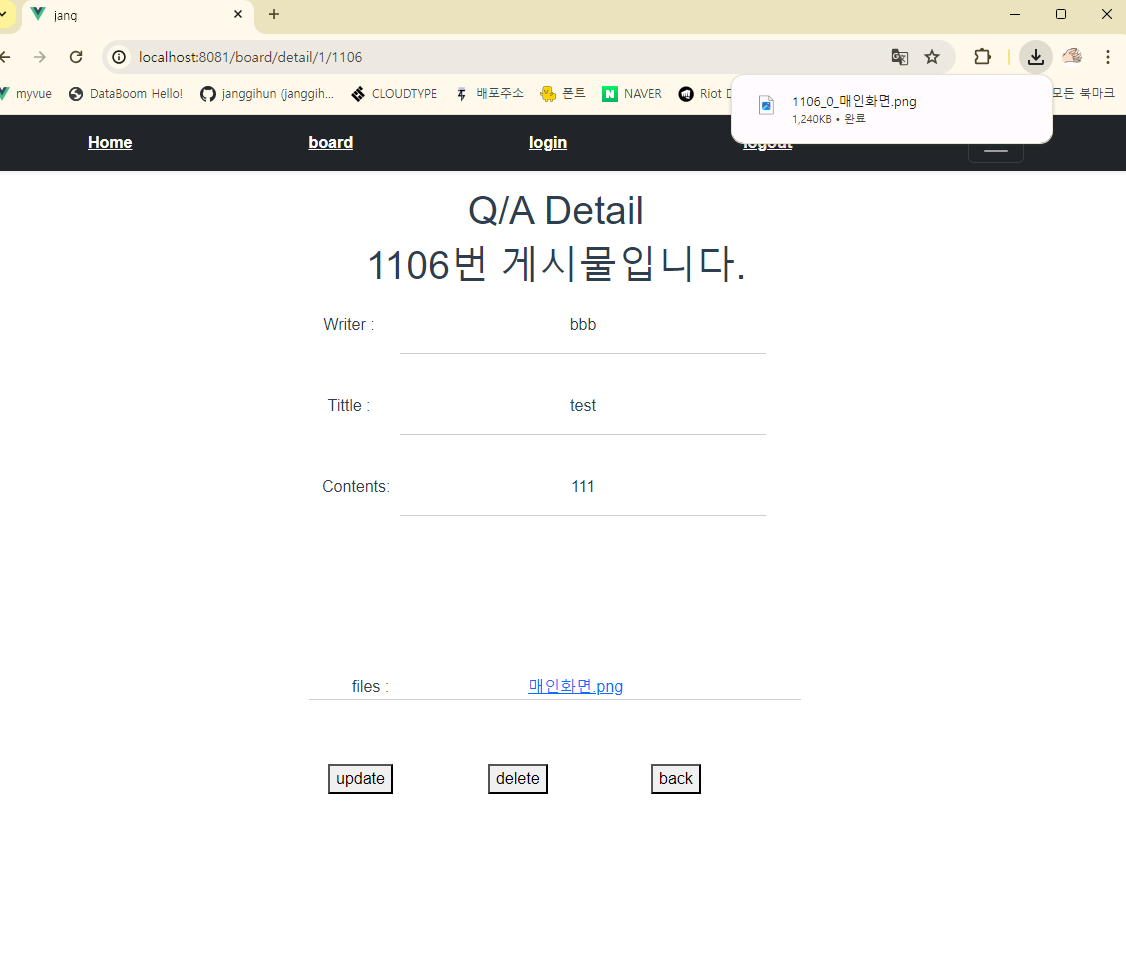 janq
localhost:8081/board/detail/1/1106
myvue DataBoom Hello! janggihun (janggih... CLOUDTYPE 배포주소 폰트 NAVER Riot 모든 북마크
1106_0_매인화면.png
1,240KB • 완료
Home board login logout
Q/A Detail
1106번 게시물입니다.
Writer : bbb
Tittle : test
Contents: 111
files : 매인화면.png
update delete back